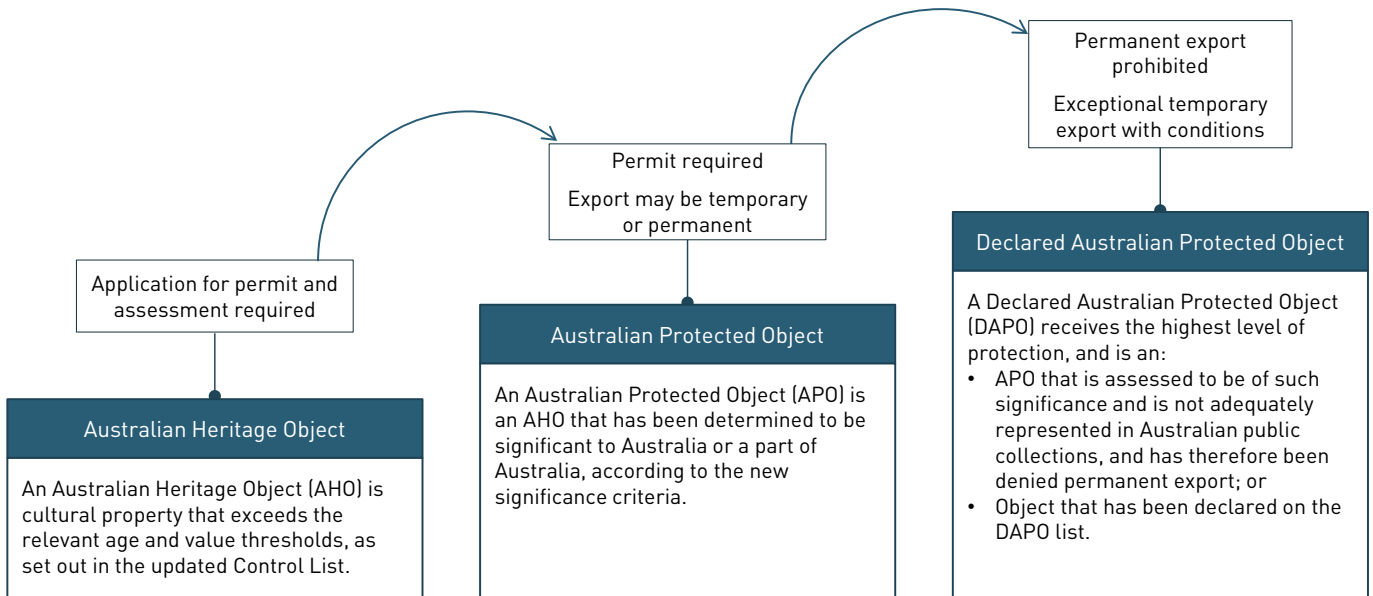 Application for permit and
assessment required
Australian Heritage Object
An Australian Heritage Object (AHO) is
cultural property that exceeds the
relevant age and value thresholds, as
set out in the updated Control List.
Permit required
Export may be temporary
or permanent
Australian Protected Object
An Australian Protected Object (APO) is
an AHO that has been determined to be
significant to Australia or a part of
Australia, according to the new
significance criteria.
Permanent export
prohibited
Exceptional temporary
export with conditions
Declared Australian Protected Object
A Declared Australian Protected Object
(DAPO) receives the highest level of
protection, and is an:
• APO that is assessed to be of such
significance and is not adequately
represented in Australian public
collections, and has therefore been
denied permanent export; or
• Object that has been declared on the
DAPO list.